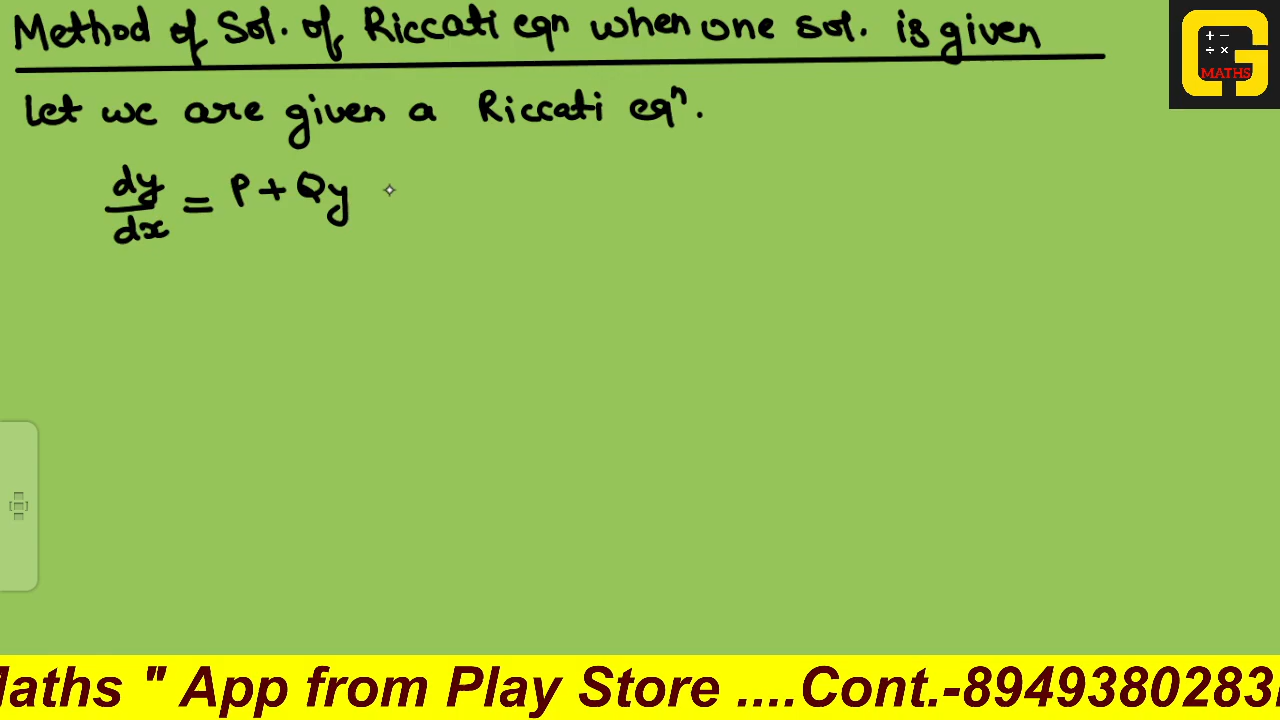 Method of Sol. of Riccati eqn when one sol. is given
+ −
÷ ×
MATHS
Let we are given a Riccati eqⁿ.
dy/dx = P + Qy
Maths " App from Play Store ....Cont.-8949380283